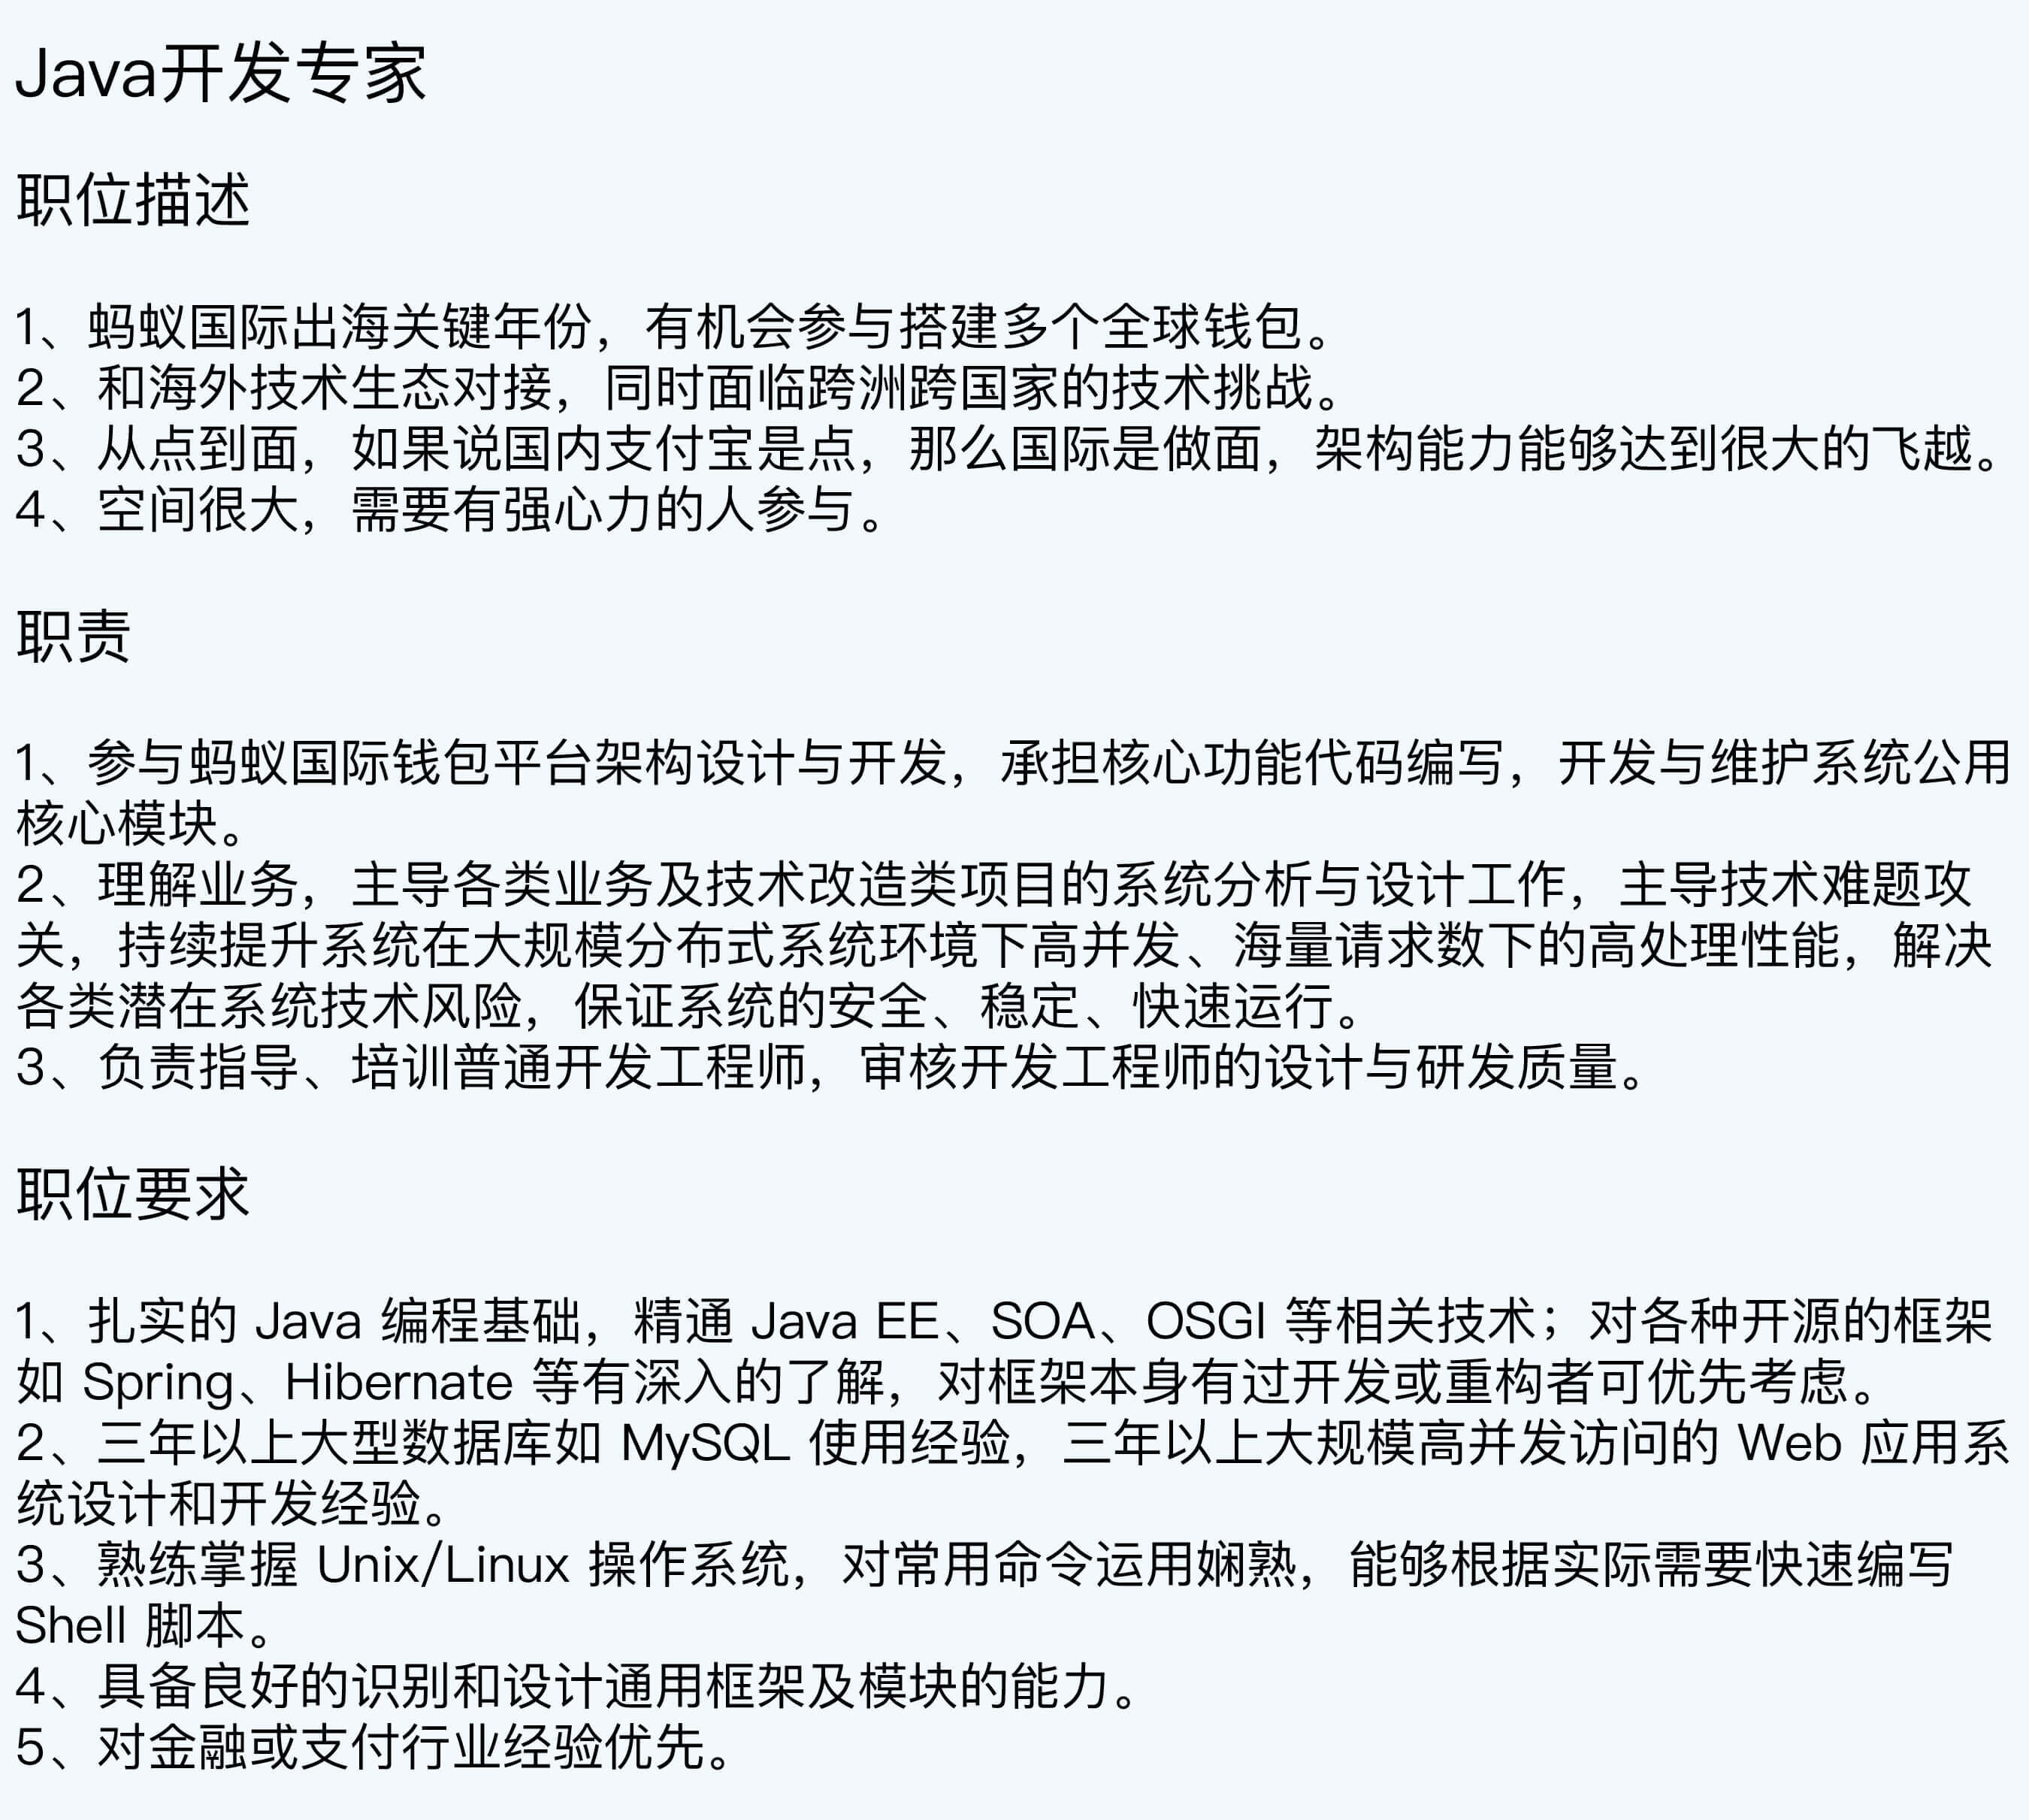 Java开发专家
职位描述
1、蚂蚁国际出海关键年份，有机会参与搭建多个全球钱包。
2、和海外技术生态对接，同时面临跨洲跨国家的技术挑战。
3、从点到面，如果说国内支付宝是点，那么国际是做面，架构能力能够达到很大的飞越。
4、空间很大，需要有强心力的人参与。
职责
1、参与蚂蚁国际钱包平台架构设计与开发，承担核心功能代码编写，开发与维护系统公用
核心模块。
2、理解业务，主导各类业务及技术改造类项目的系统分析与设计工作，主导技术难题攻
关，持续提升系统在大规模分布式系统环境下高并发、海量请求数下的高处理性能，解决
各类潜在系统技术风险，保证系统的安全、稳定、快速运行。
3、负责指导、培训普通开发工程师，审核开发工程师的设计与研发质量。
职位要求
1、扎实的 Java 编程基础，精通 Java EE、SOA、OSGI 等相关技术；对各种开源的框架
如 Spring、Hibernate 等有深入的了解，对框架本身有过开发或重构者可优先考虑。
2、三年以上大型数据库如 MySQL 使用经验，三年以上大规模高并发访问的 Web 应用系
统设计和开发经验。
3、熟练掌握 Unix/Linux 操作系统，对常用命令运用娴熟，能够根据实际需要快速编写
Shell 脚本。
4、具备良好的识别和设计通用框架及模块的能力。
5、对金融或支付行业经验优先。